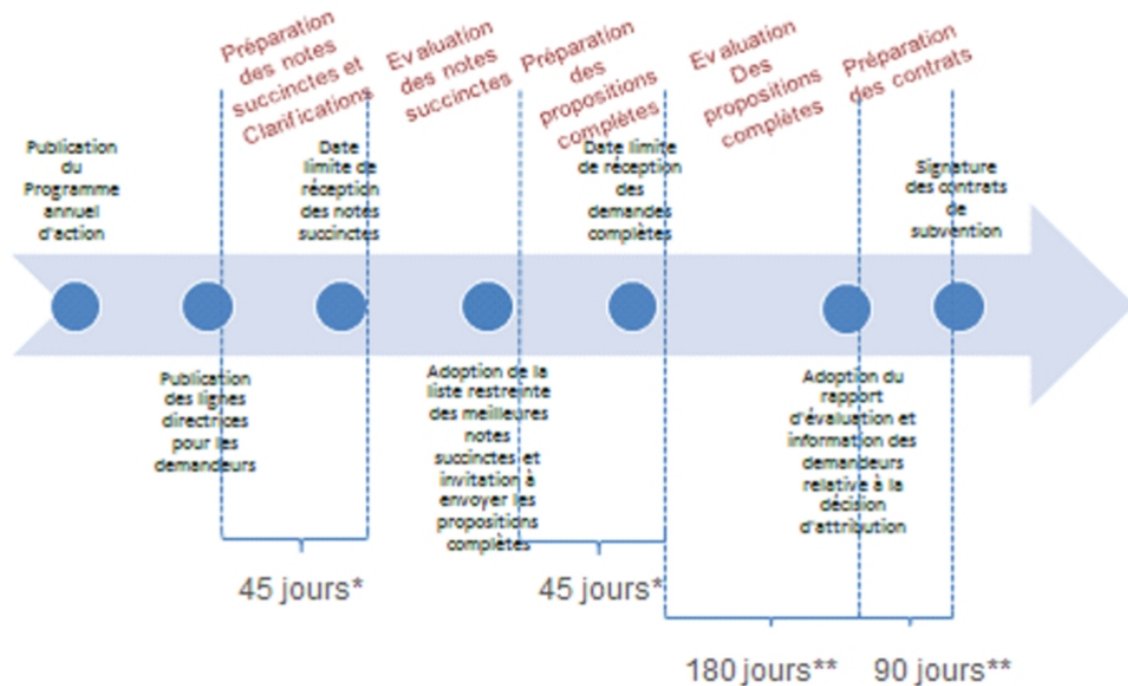 Préparation
des notes
succinctes et
Clarifications
Evaluation
des notes
succinctes
Préparation
des
propositions
complètes
Evaluation
Des
propositions
complètes
Préparation
des contrats
Publication
du
Programme
annuel
d'action
Date
limite de
réception
des notes
succinctes
Date limite
de réception
des
demandes
complètes
Signature
des contrats
de
subvention
Publication
des lignes
directrices
pour les
demandeurs
Adoption de la
liste restreinte
des meilleures
notes
succinctes et
invitation à
envoyer les
propositions
complètes
Adoption du
rapport
d'évaluation et
information des
demandeurs
relative à la
décision
d'attribution
45 jours*
45 jours*
180 jours**
90 jours**